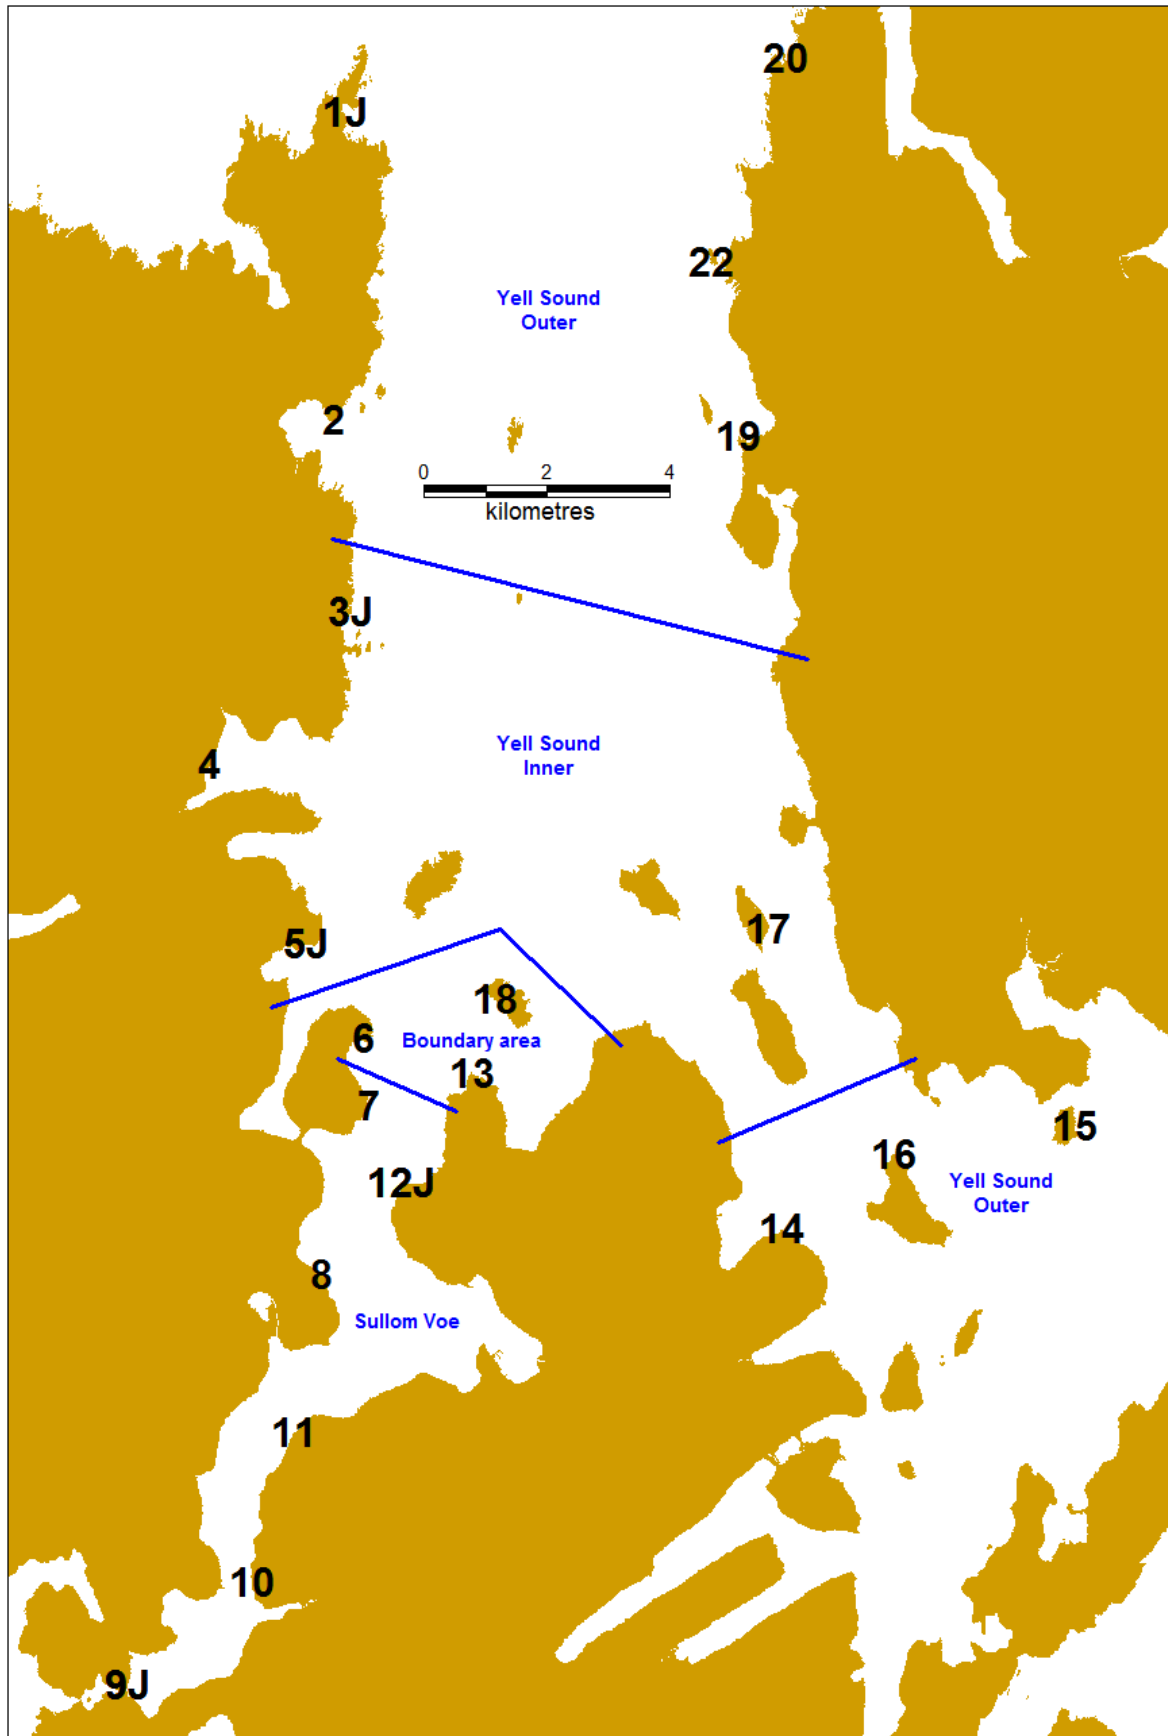 20
1J
22
Yell Sound
Outer
2
19
0 2 4
kilometres
3J
Yell Sound
Inner
4
17
5J
18
6
Boundary area
13
7
15
16
12J
Yell Sound
Outer
14
8
Sullom Voe
11
10
9J